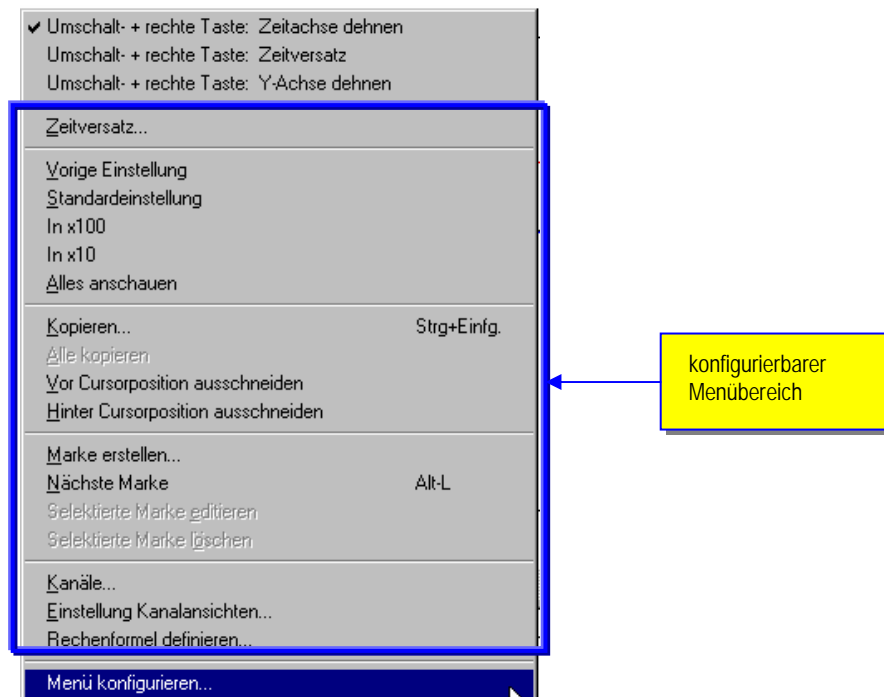 ✔ Umschalt- + rechte Taste: Zeitachse dehnen
Umschalt- + rechte Taste: Zeitversatz
Umschalt- + rechte Taste: Y-Achse dehnen
Zeitversatz...
Vorige Einstellung
Standardeinstellung
In x100
In x10
Alles anschauen
Kopieren... Strg+Einfg.
Alle kopieren
Vor Cursorposition ausschneiden
Hinter Cursorposition ausschneiden
Marke erstellen...
Nächste Marke Alt-L
Selektierte Marke editieren
Selektierte Marke löschen
Kanäle...
Einstellung Kanalansichten...
Rechenformel definieren...
Menü konfigurieren...
konfigurierbarer
Menübereich